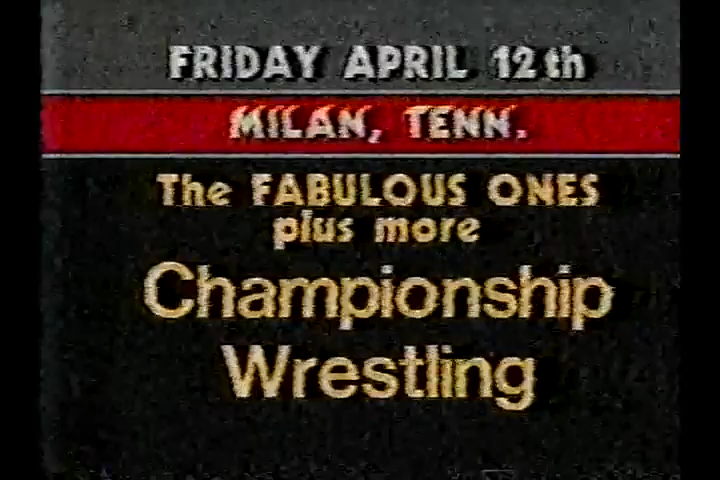 FRIDAY APRIL 12th
MILAN, TENN.
The FABULOUS ONES
plus more
Championship
Wrestling